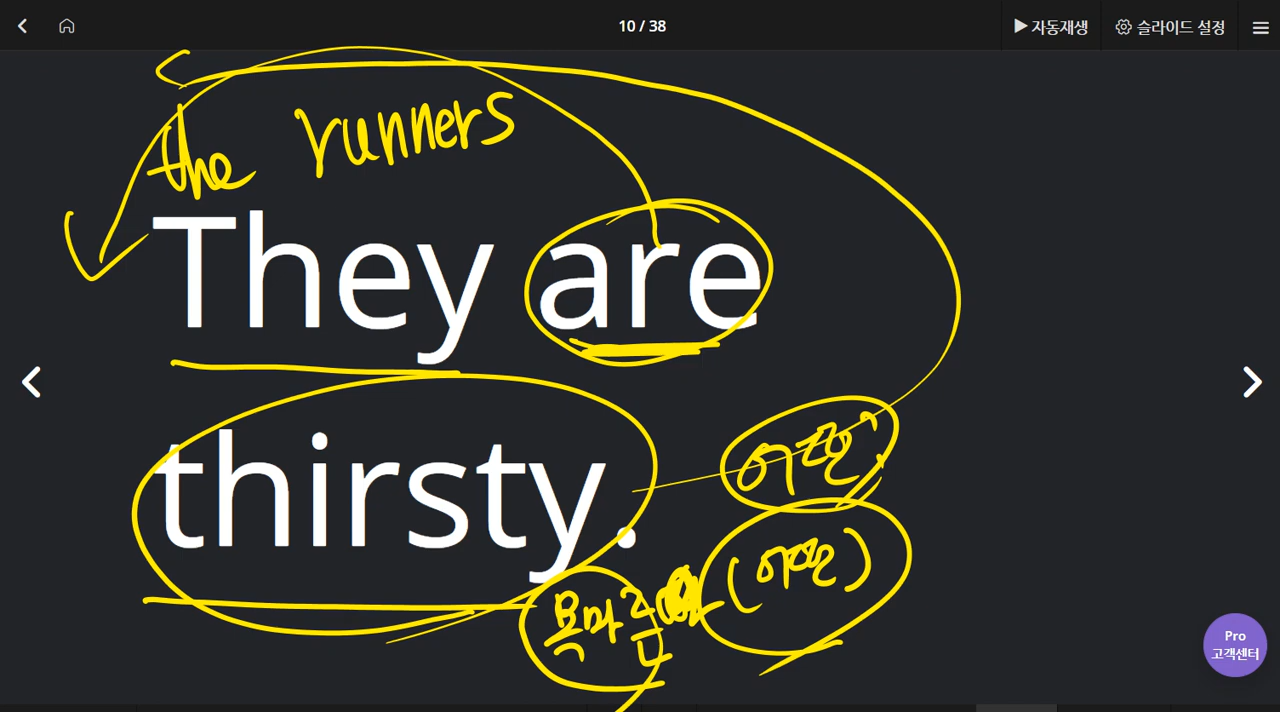 10 / 38
자동재생
슬라이드 설정
the runners
They are
thirsty.
어떤
(어떤)
목마른
Pro
고객센터